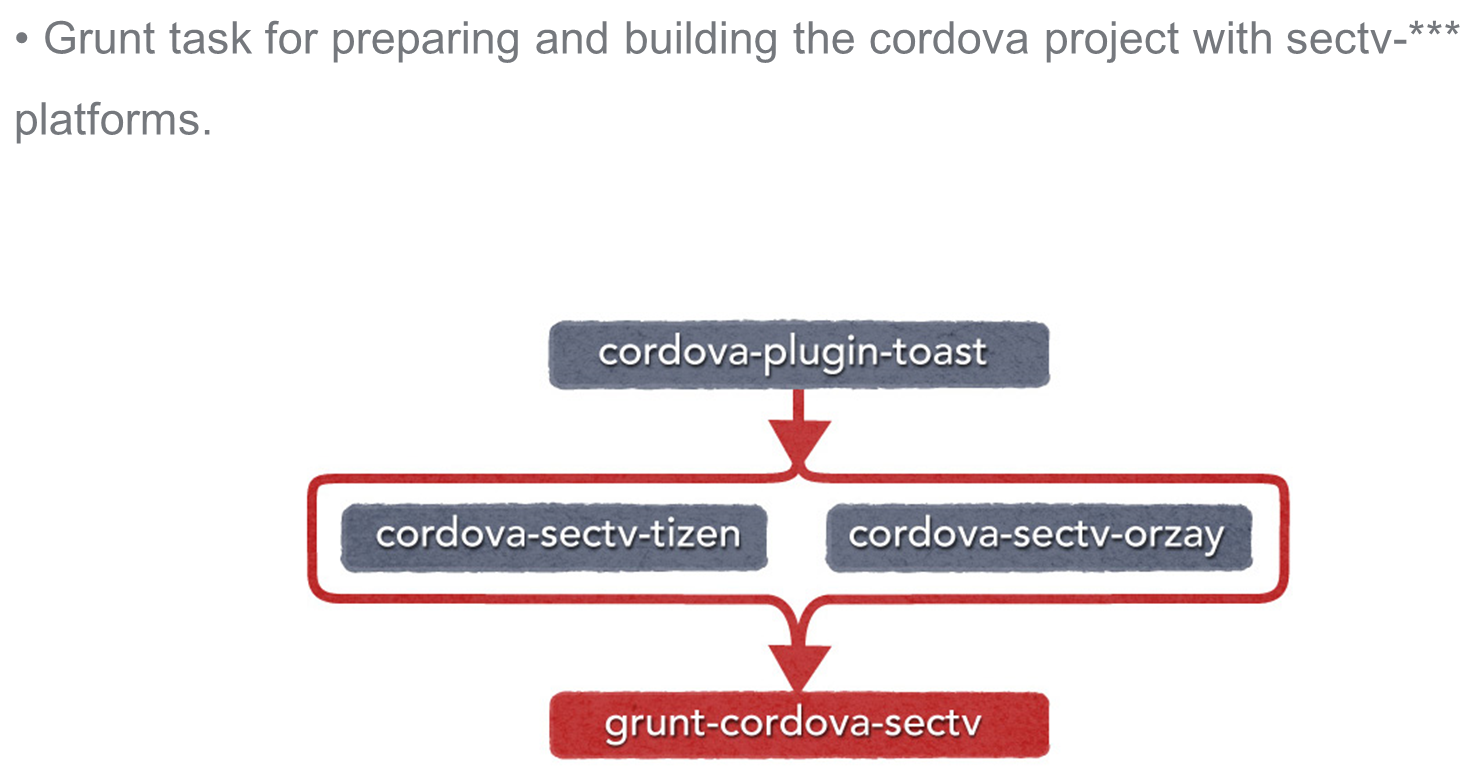 • Grunt task for preparing and building the cordova project with sectv-***
platforms.
cordova-plugin-toast
cordova-sectv-tizen
cordova-sectv-orzay
grunt-cordova-sectv